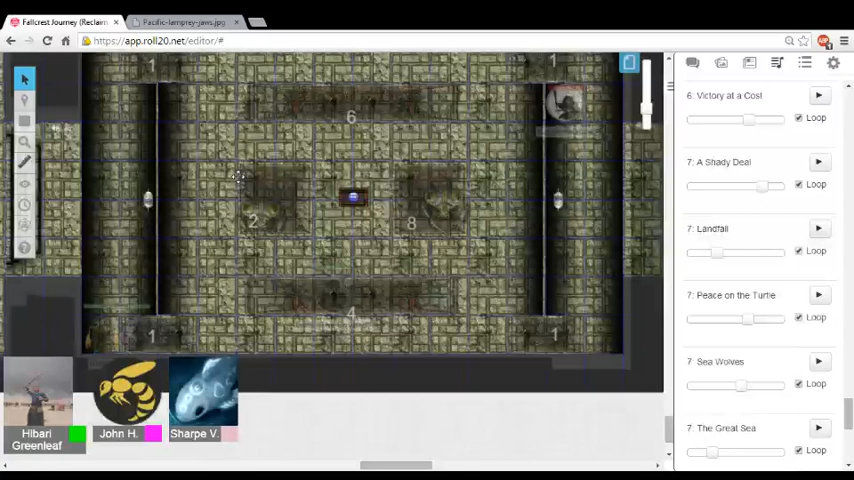 Fallcrest Journey (Reclaim
Pacific-lamprey-jaws.jpg
https://app.roll20.net/editor/#
1
1
6
2
8
4
1
1
6: Victory at a Cost
Loop
7: A Shady Deal
Loop
7: Landfall
Loop
7: Peace on the Turtle
Loop
7: Sea Wolves
Loop
7: The Great Sea
Loop
Hibari
Greenleaf
John H.
Sharpe V.